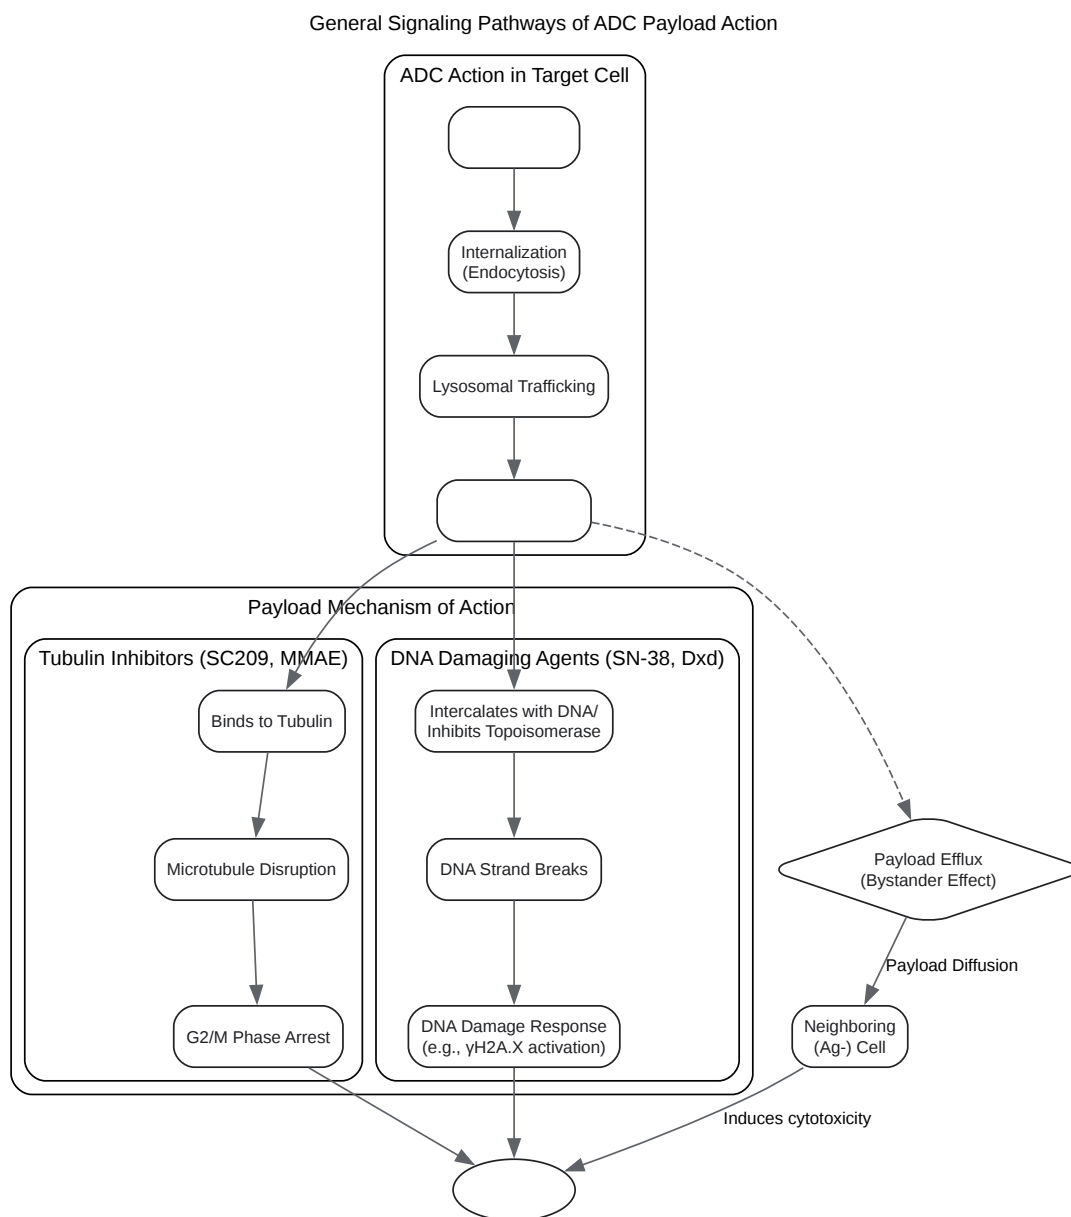 General Signaling Pathways of ADC Payload Action
ADC Action in Target Cell
Internalization
(Endocytosis)
Lysosomal Trafficking
Payload Mechanism of Action
Tubulin Inhibitors (SC209, MMAE)
DNA Damaging Agents (SN-38, Dxd)
Binds to Tubulin
Intercalates with DNA/
Inhibits Topoisomerase
Microtubule Disruption
DNA Strand Breaks
Payload Efflux
(Bystander Effect)
Payload Diffusion
G2/M Phase Arrest
DNA Damage Response
(e.g., γH2A.X activation)
Neighboring
(Ag-) Cell
Induces cytotoxicity